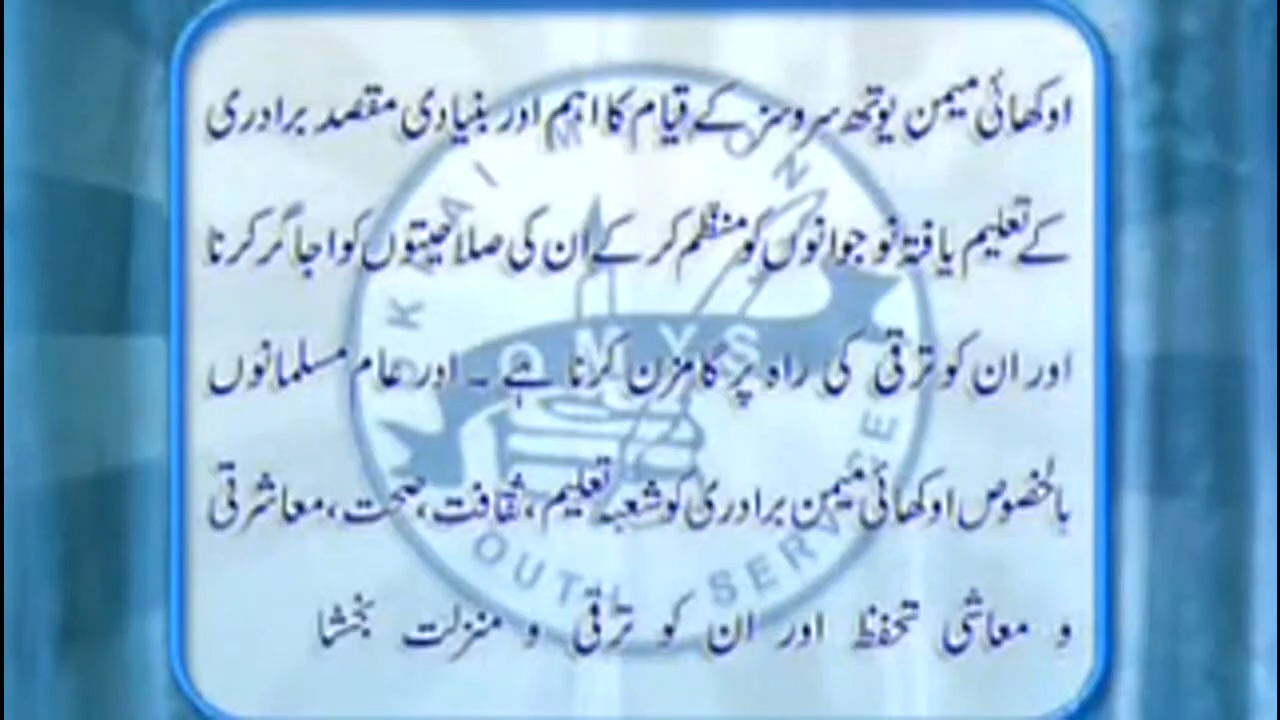 اوکھائی میمن یوتھ سروسز کے قیام کا اہم اور بنیادی مقصد برادری
کے تعلیم یافتہ نوجوانوں کو منظم کر کے ان کی صلاحیتوں کو اجاگر کرنا
اور ان کو ترقی کی راہ پر گامزن کرنا ہے ۔ اور عام مسلمانوں
بالخصوص اوکھائی میمن برادری کو شعبہ تعلیم، ثقافت، صحت، معاشرتی
و معاشی تحفظ اور ان کو ترقی و منزلت بخشا
OMYS